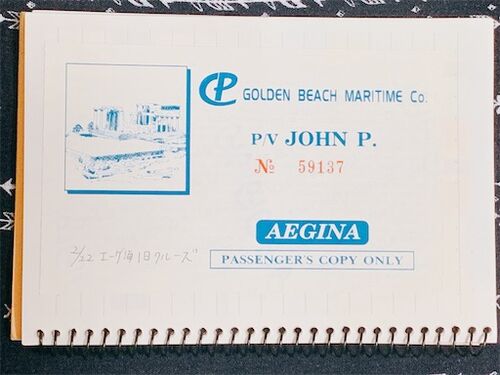 CP GOLDEN BEACH MARITIME Co.
P/V JOHN P.
№ 59137
AEGINA
2/22 エーゲ海1日クルーズ
PASSENGER'S COPY ONLY